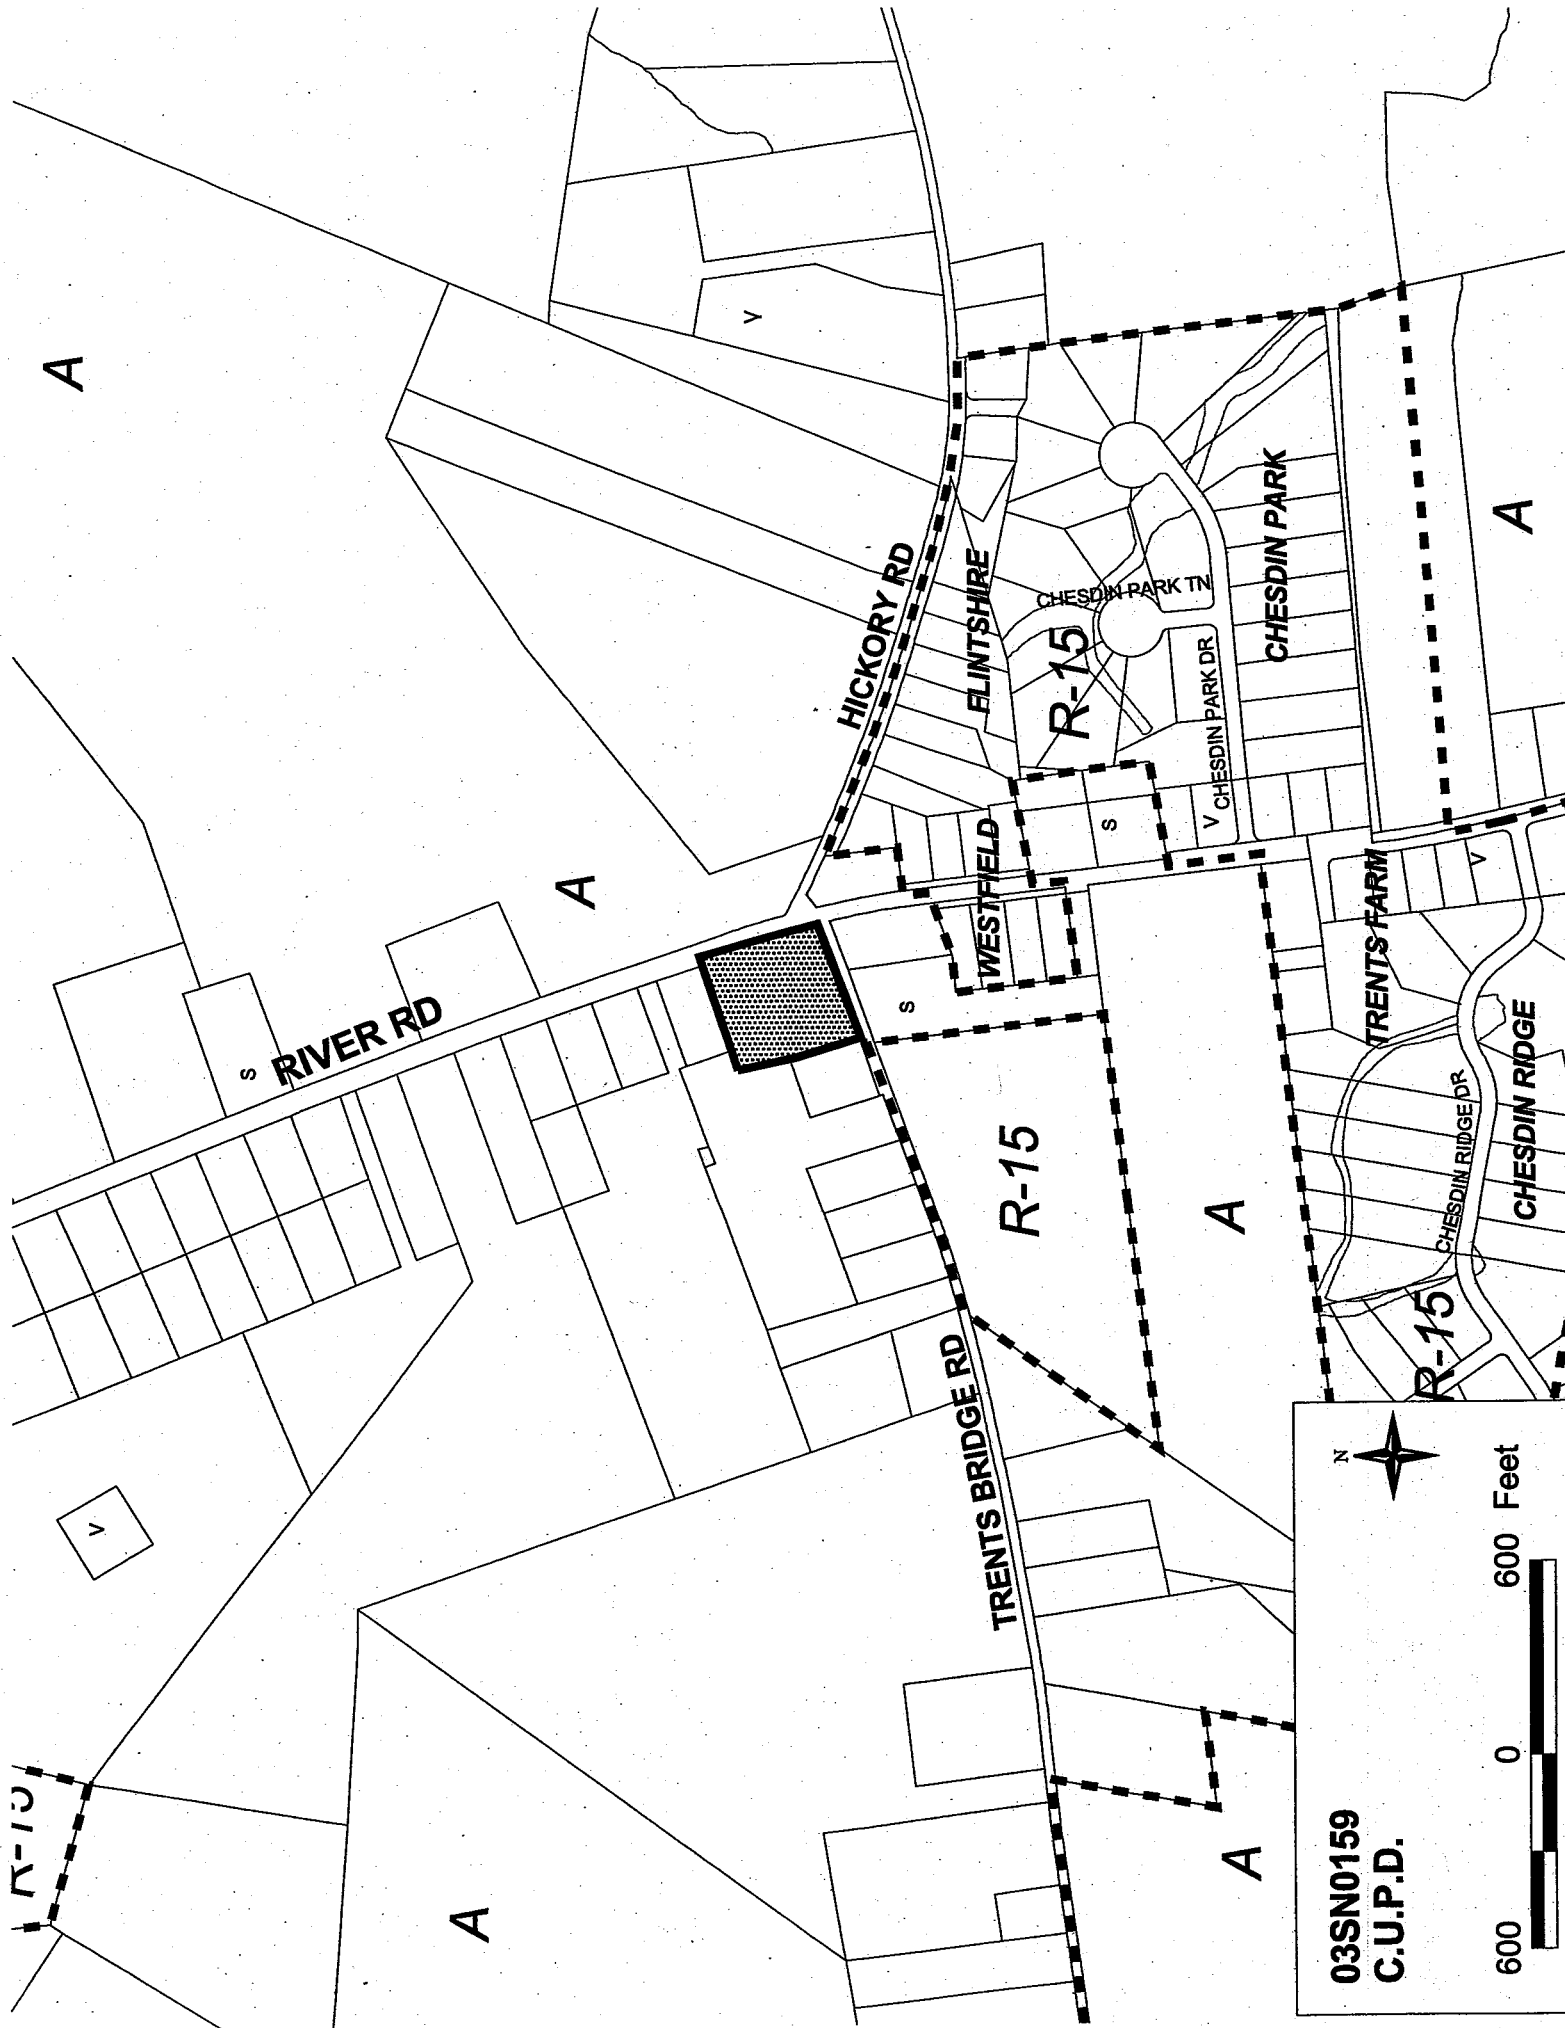 A
A
S
RIVER RD
HICKORY RD
V
FLINTSHIRE
CHESDIN PARK TN
R-15
CHESDIN PARK DR
CHESDIN PARK
S
V
WESTFIELD
S
TRENTS FARM
V
A
R-15
A
CHESDIN RIDGE DR
CHESDIN RIDGE
R-15
TRENTS BRIDGE RD
V
R-15
A
A
03SN0159
C.U.P.D.
N
600 0 600 Feet